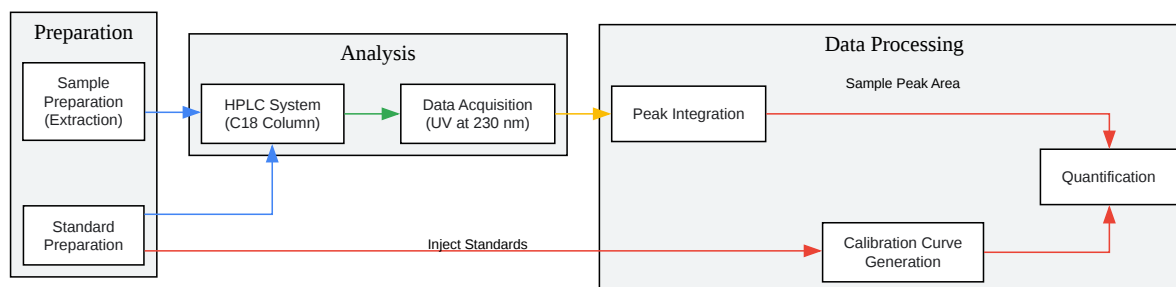 Preparation
Sample
Preparation
(Extraction)
Standard
Preparation
Analysis
HPLC System
(C18 Column)
Data Acquisition
(UV at 230 nm)
Inject Standards
Data Processing
Sample Peak Area
Peak Integration
Quantification
Calibration Curve
Generation